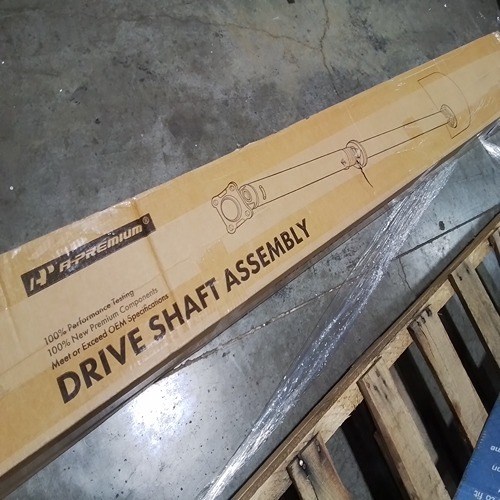 A-PREMIUM®
100% Performance Testing
100% New Premium Components
Meet or Exceed OEM Specifications
DRIVE SHAFT ASSEMBLY